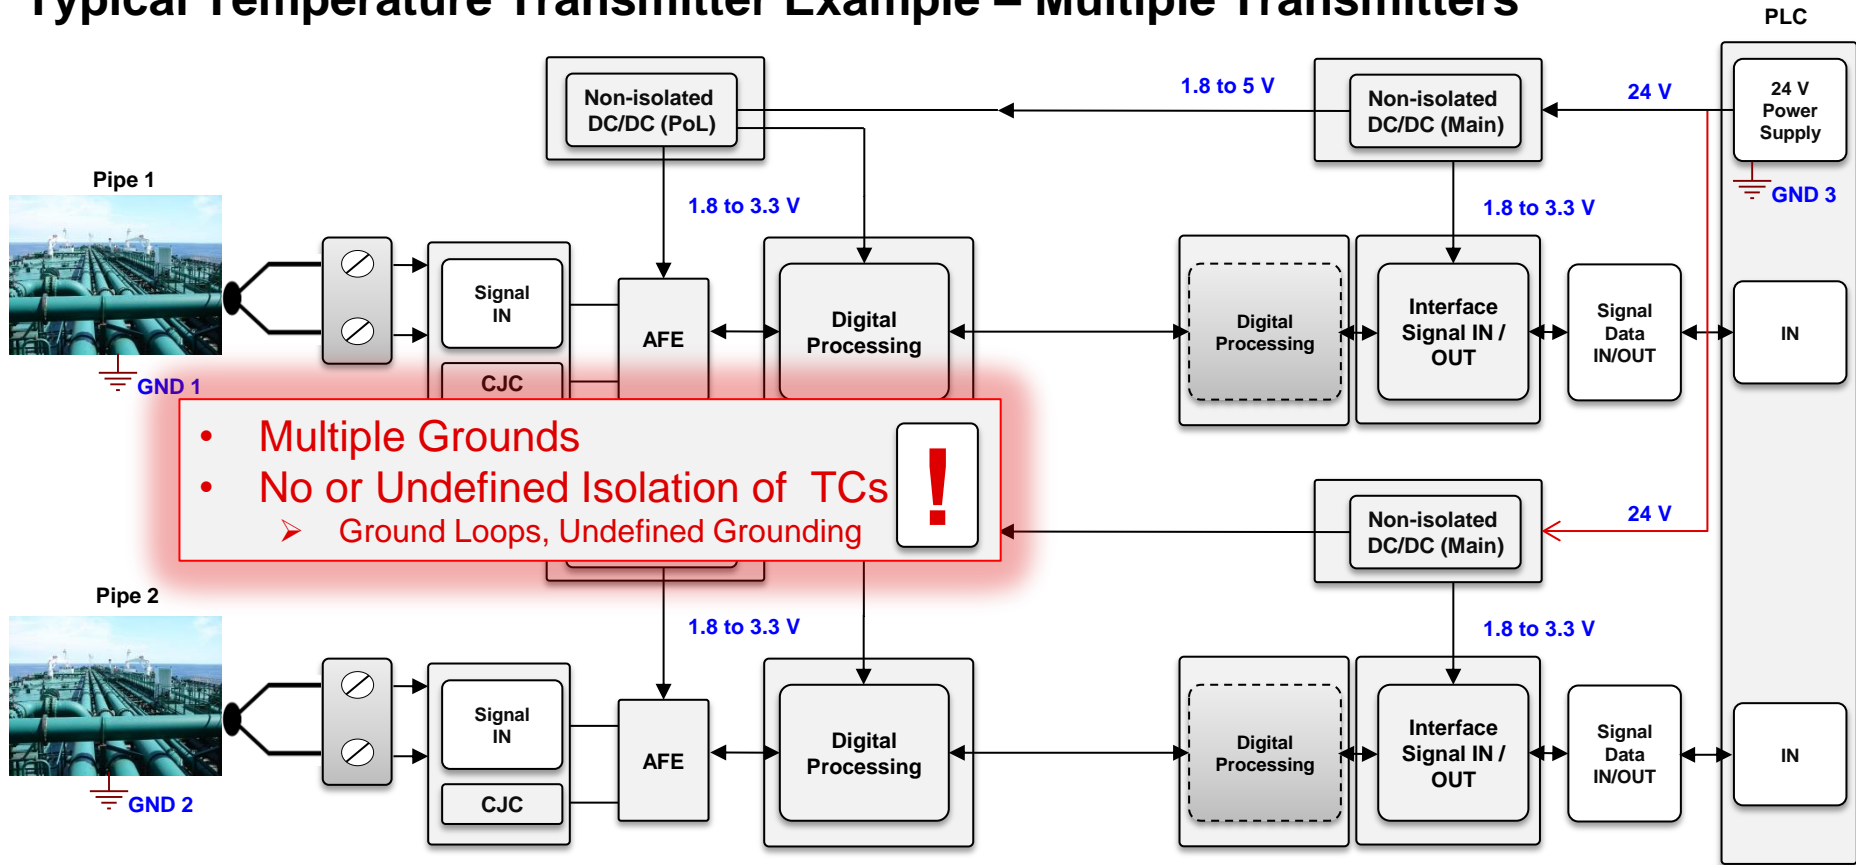 Typical Temperature Transmitter Example – Multiple Transmitters
PLC
Non-isolated
DC/DC (PoL)
1.8 to 5 V
Non-isolated
DC/DC (Main)
24 V
24 V
Power
Supply
GND 3
Pipe 1
1.8 to 3.3 V
1.8 to 3.3 V
Signal
IN
CJC
AFE
Digital
Processing
Digital
Processing
Interface
Signal IN /
OUT
Signal
Data
IN/OUT
IN
GND 1
• Multiple Grounds
• No or Undefined Isolation of TCs
➢ Ground Loops, Undefined Grounding
!
Non-isolated
DC/DC (Main)
24 V
Pipe 2
1.8 to 3.3 V
1.8 to 3.3 V
Signal
IN
CJC
AFE
Digital
Processing
Digital
Processing
Interface
Signal IN /
OUT
Signal
Data
IN/OUT
IN
GND 2